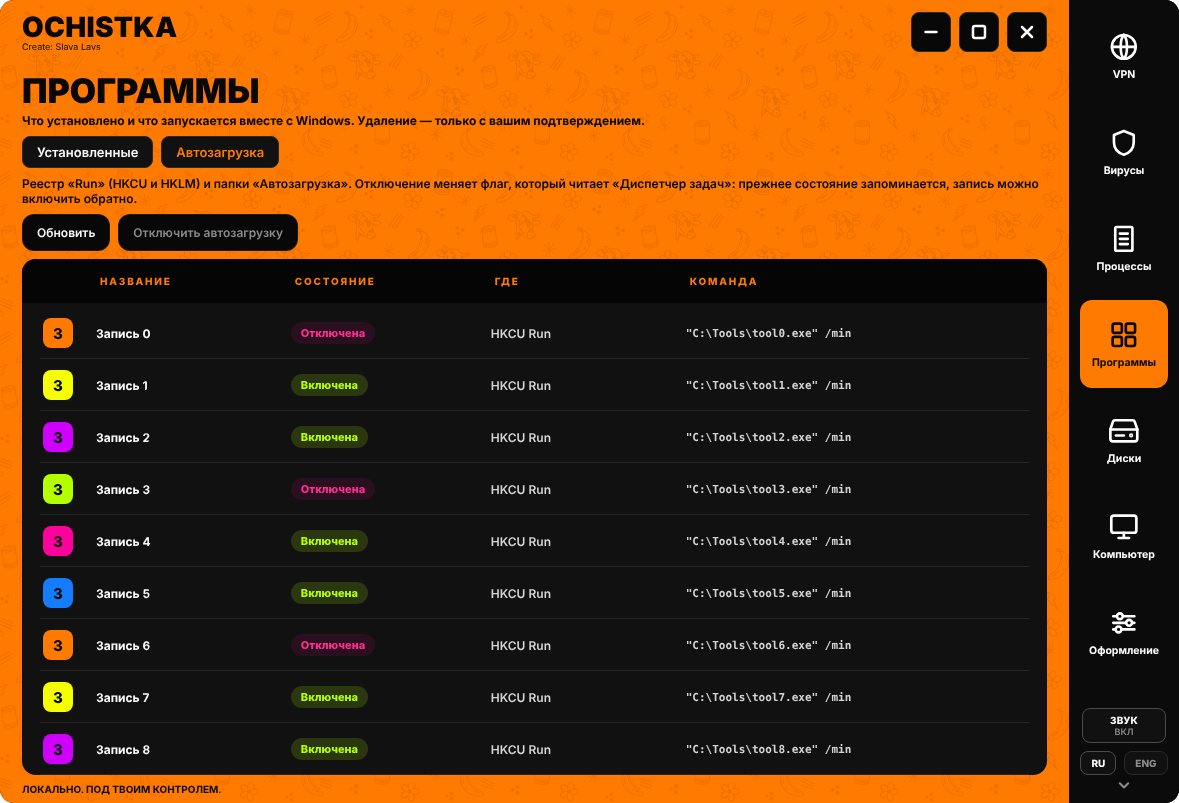 OCHISTKA
Create: Slava Lavs
ПРОГРАММЫ
Что установлено и что запускается вместе с Windows. Удаление — только с вашим подтверждением.
Установленные Автозагрузка
Реестр «Run» (HKCU и HKLM) и папки «Автозагрузка». Отключение меняет флаг, который читает «Диспетчер задач»: прежнее состояние запоминается, запись можно
включить обратно.
Обновить Отключить автозагрузку
НАЗВАНИЕ СОСТОЯНИЕ ГДЕ КОМАНДА
З Запись 0 Отключена HKCU Run "C:\Tools\tool0.exe" /min
З Запись 1 Включена HKCU Run "C:\Tools\tool1.exe" /min
З Запись 2 Включена HKCU Run "C:\Tools\tool2.exe" /min
З Запись 3 Отключена HKCU Run "C:\Tools\tool3.exe" /min
З Запись 4 Включена HKCU Run "C:\Tools\tool4.exe" /min
З Запись 5 Включена HKCU Run "C:\Tools\tool5.exe" /min
З Запись 6 Отключена HKCU Run "C:\Tools\tool6.exe" /min
З Запись 7 Включена HKCU Run "C:\Tools\tool7.exe" /min
З Запись 8 Включена HKCU Run "C:\Tools\tool8.exe" /min
ЛОКАЛЬНО. ПОД ТВОИМ КОНТРОЛЕМ.
VPN
Вирусы
Процессы
Программы
Диски
Компьютер
Оформление
ЗВУК
ВКЛ
RU ENG